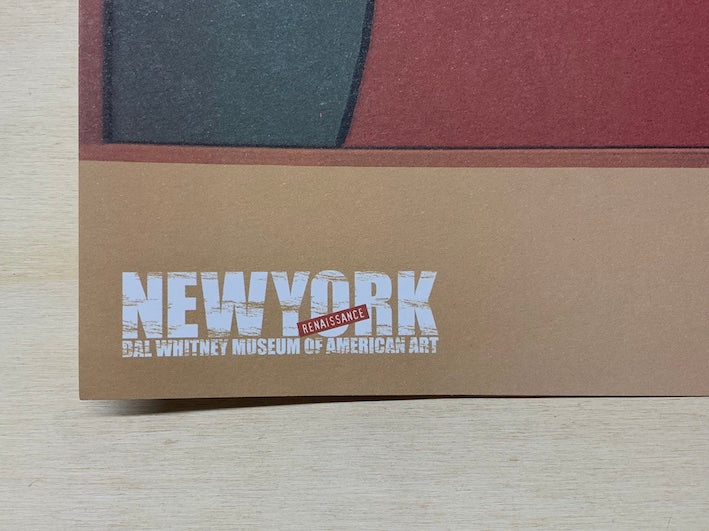 NEWYORK
RENAISSANCE
DAL WHITNEY MUSEUM OF AMERICAN ART